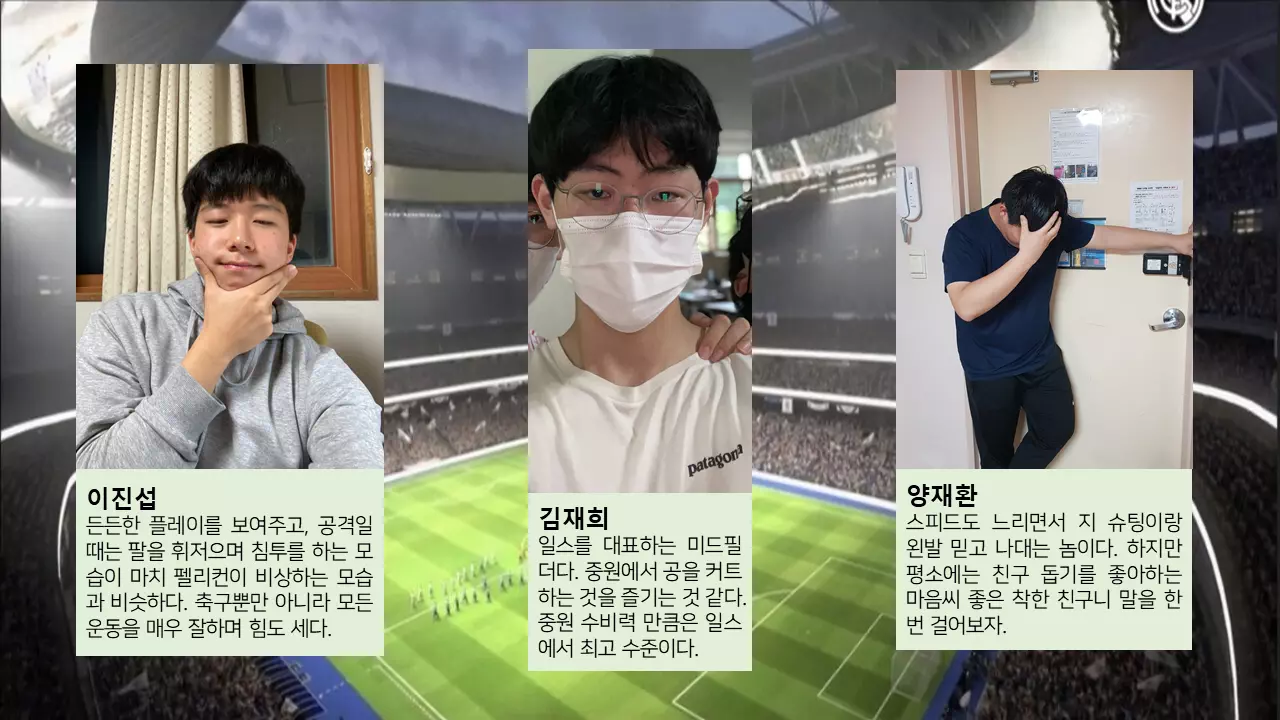 이진섭
든든한 플레이를 보여주고, 공격일
때는 팔을 휘저으며 침투를 하는 모
습이 마치 펠리컨이 비상하는 모습
과 비슷하다. 축구뿐만 아니라 모든
운동을 매우 잘하며 힘도 세다.
patagonia
김재희
일스를 대표하는 미드필
더다. 중원에서 공을 커트
하는 것을 즐기는 것 같다.
중원 수비력 만큼은 일스
에서 최고 수준이다.
양재환
스피드도 느리면서 지 슈팅이랑
왼발 믿고 나대는 놈이다. 하지만
평소에는 친구 돕기를 좋아하는
마음씨 좋은 착한 친구니 말을 한
번 걸어보자.